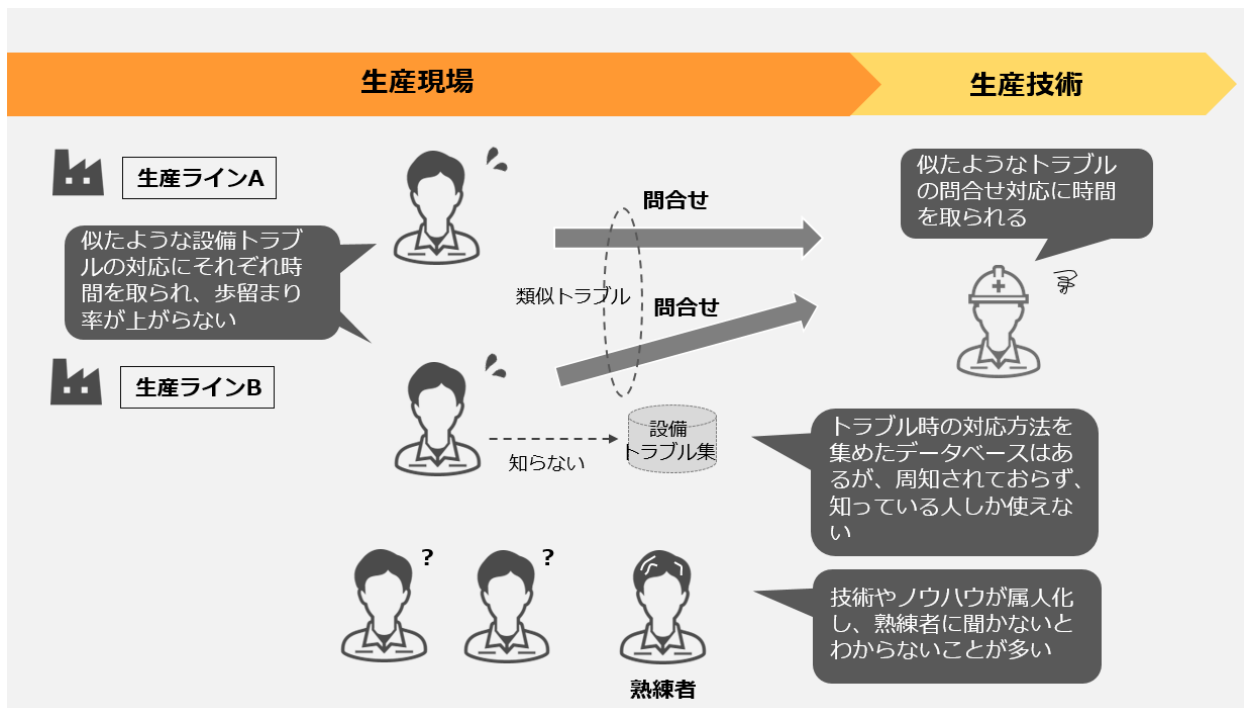 生産現場
生産技術
生産ラインA
似たような設備トラブ
ルの対応にそれぞれ時
間を取られ、歩留まり
率が上がらない
生産ラインB
問合せ
類似トラブル
問合せ
似たようなトラブル
の問合せ対応に時間
を取られる
知らない
設備
トラブル集
トラブル時の対応方法を
集めたデータベースはあ
るが、周知されておらず、
知っている人しか使えな
い
?
?
熟練者
技術やノウハウが属人化
し、熟練者に聞かないと
わからないことが多い